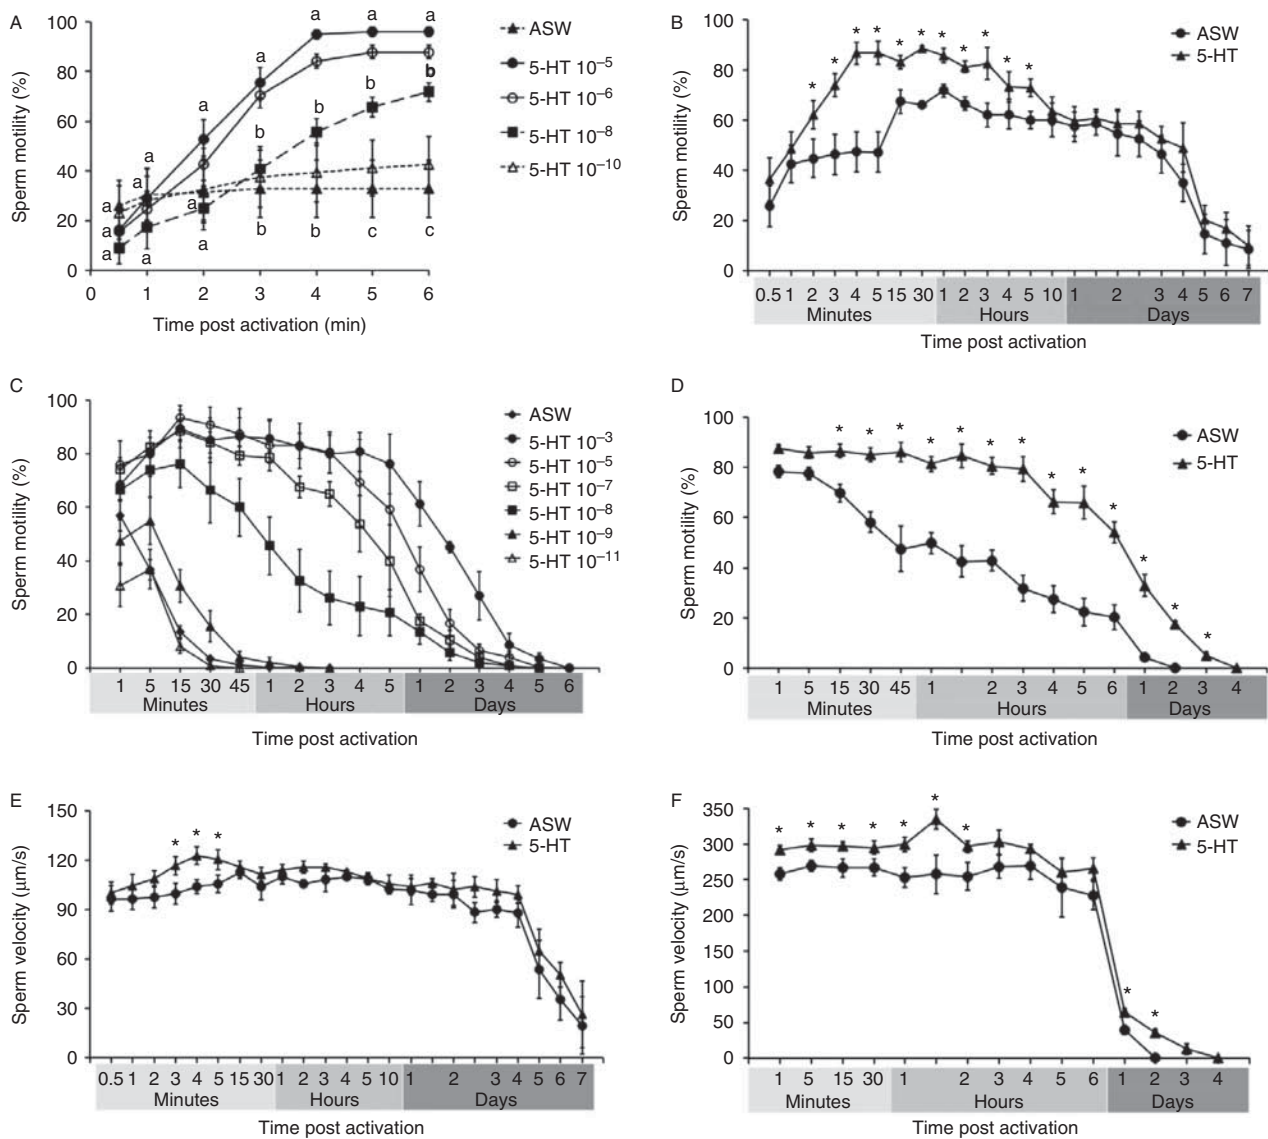 A
Sperm motility (%)
100
80
60
40
20
0
0 1 2 3 4 5 6
Time post activation (min)
a a a
a b
a b
b
a b
a a
a
a
a a b b c c
a
ASW
5-HT 10⁻⁵
5-HT 10⁻⁶
5-HT 10⁻⁸
5-HT 10⁻¹⁰
B
Sperm motility (%)
100
80
60
40
20
0
* * * * * * * * * * *
ASW
5-HT
0.5 1 2 3 4 5 15 30 1 2 3 4 5 10 1 2 3 4 5 6 7
Minutes Hours Days
Time post activation
C
Sperm motility (%)
100
80
60
40
20
0
ASW
5-HT 10⁻³
5-HT 10⁻⁵
5-HT 10⁻⁷
5-HT 10⁻⁸
5-HT 10⁻⁹
5-HT 10⁻¹¹
1 5 15 30 45 1 2 3 4 5 1 2 3 4 5 6
Minutes Hours Days
Time post activation
D
Sperm motility (%)
100
80
60
40
20
0
* * * * * * * * * * * * *
ASW
5-HT
1 5 15 30 45 1 2 3 4 5 6 1 2 3 4
Minutes Hours Days
Time post activation
E
Sperm velocity (µm/s)
150
120
90
60
30
0
* * *
ASW
5-HT
0.5 1 2 3 4 5 15 30 1 2 3 4 5 10 1 2 3 4 5 6 7
Minutes Hours Days
Time post activation
F
Sperm velocity (µm/s)
350
300
250
200
150
100
50
0
* * * * * * * * *
ASW
5-HT
1 5 15 30 1 2 3 4 5 6 1 2 3 4
Minutes Hours Days
Time post activation